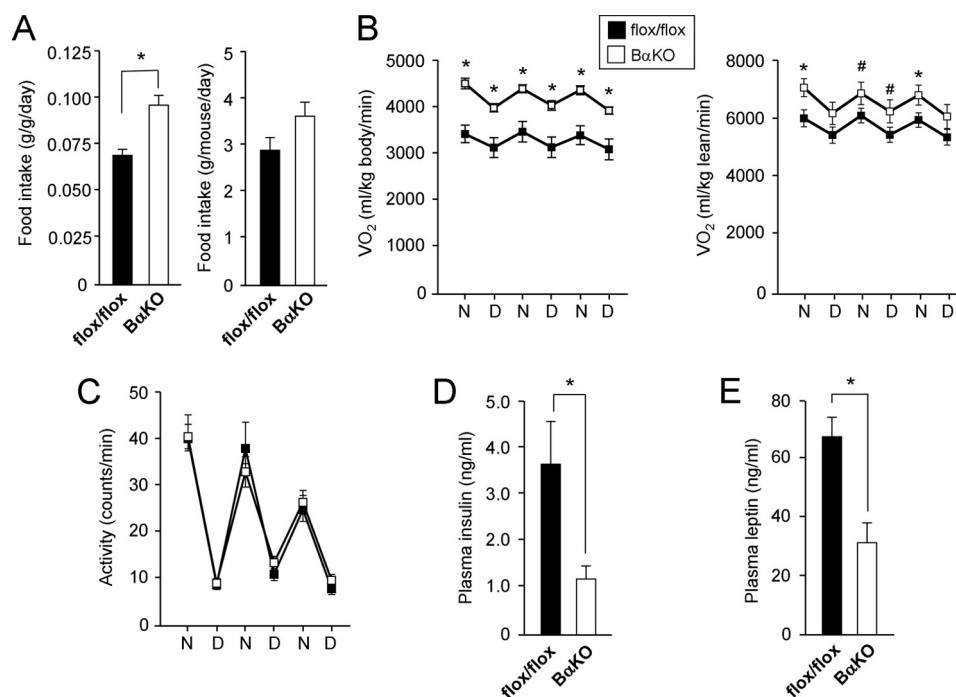 A
Food intake (g/g/day)
0.125
0.100
0.075
0.050
0.025
0
*
flox/flox
BαKO
Food intake (g/mouse/day)
5
4
3
2
1
0
flox/flox
BαKO
B
flox/flox
BαKO
VO2 (ml/kg body/min)
5000
4000
3000
2000
1000
0
* * * * * *
N D N D N D
VO2 (ml/kg lean/min)
8000
6000
4000
2000
0
* # # *
N D N D N D
C
Activity (counts/min)
50
40
30
20
10
0
N D N D N D
D
Plasma insulin (ng/ml)
5.0
4.0
3.0
2.0
1.0
0.0
*
flox/flox
BαKO
E
Plasma leptin (ng/ml)
80
60
40
20
0
*
flox/flox
BαKO